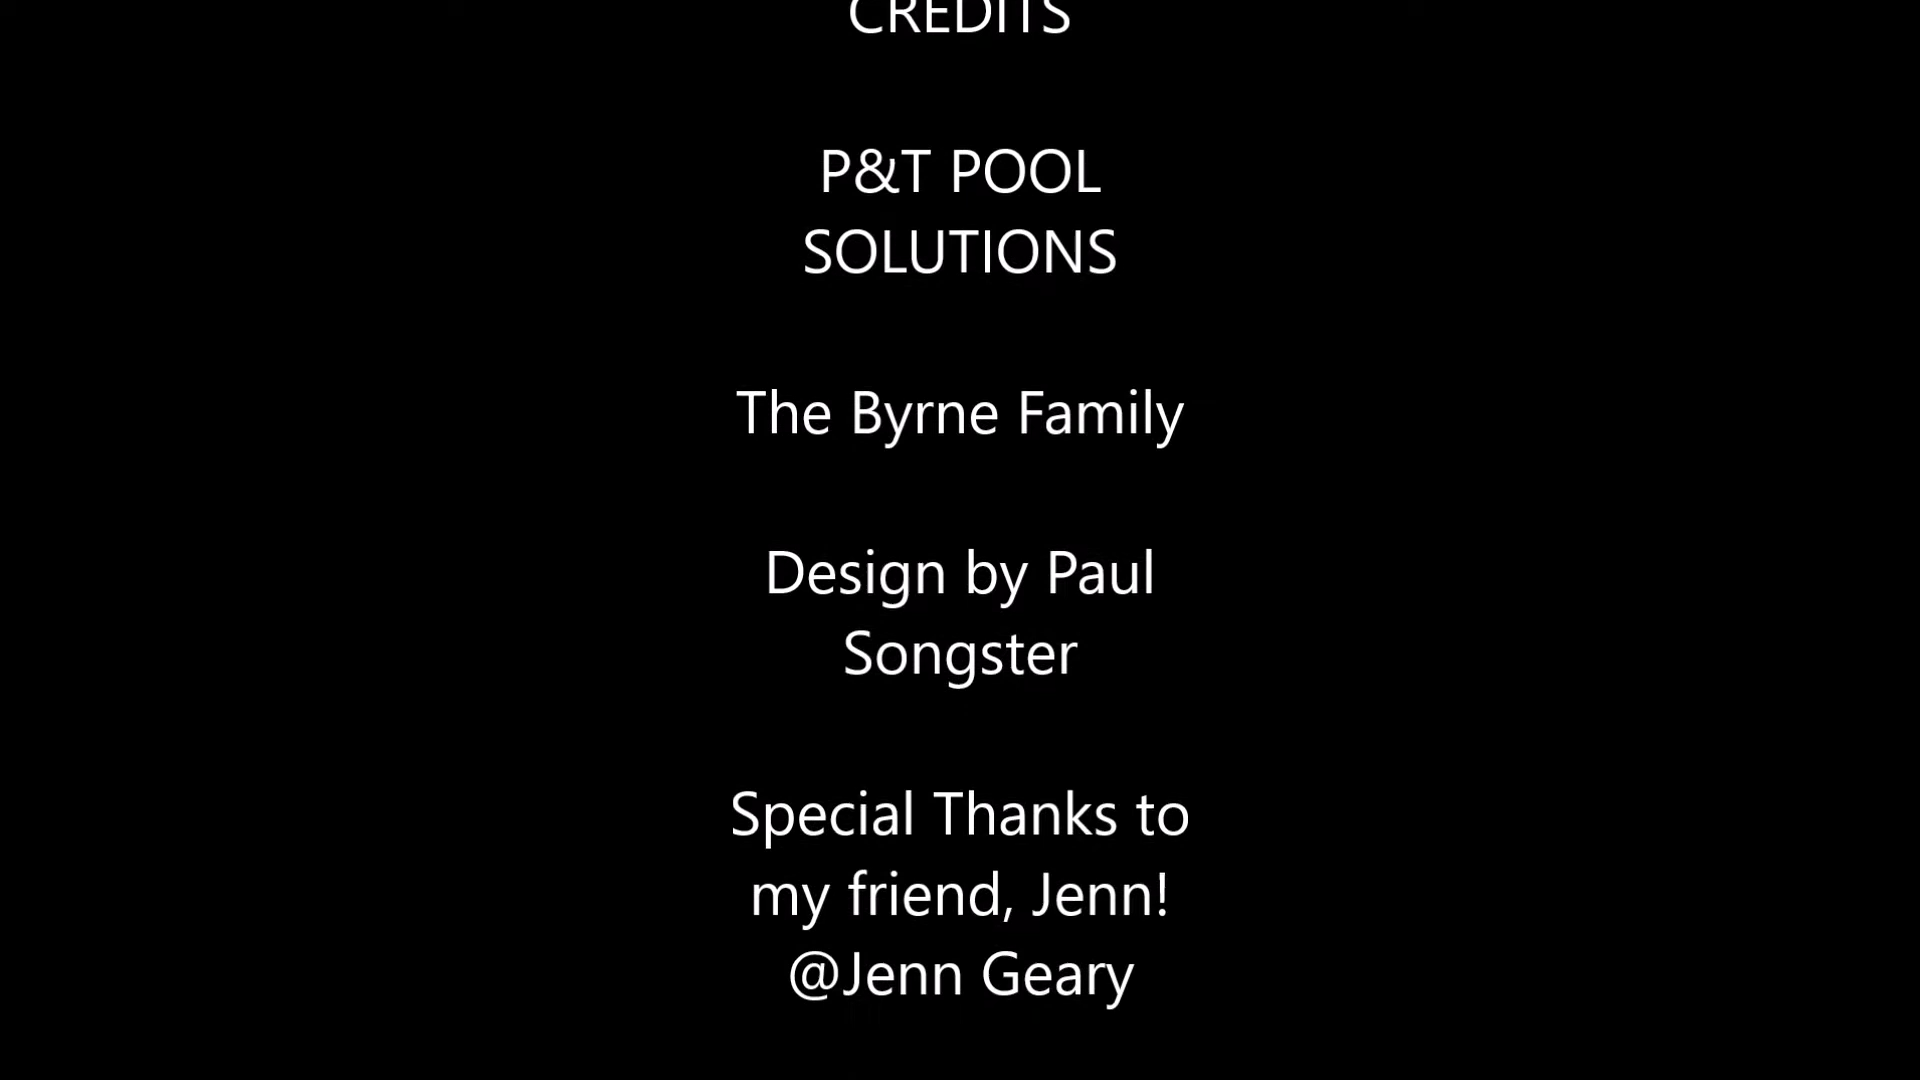 CREDITS
P&T POOL
SOLUTIONS
The Byrne Family
Design by Paul
Songster
Special Thanks to
my friend, Jenn!
@Jenn Geary